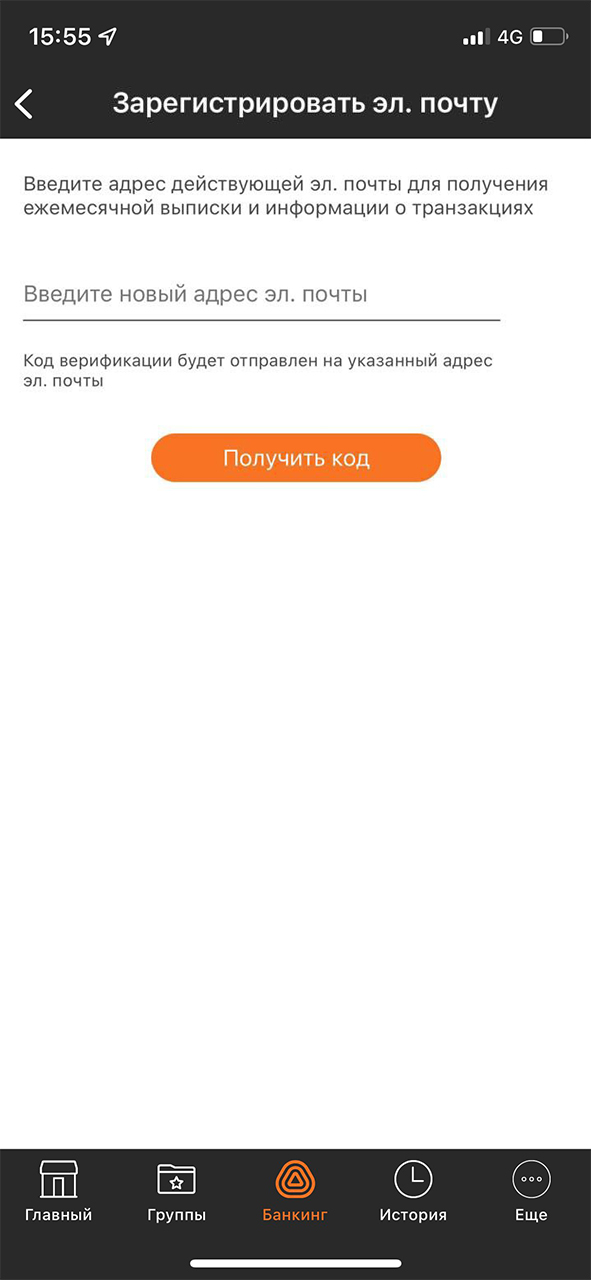 15:55
4G
Зарегистрировать эл. почту
Введите адрес действующей эл. почты для получения
ежемесячной выписки и информации о транзакциях
Введите новый адрес эл. почты
Код верификации будет отправлен на указанный адрес
эл. почты
Получить код
Главный
Группы
Банкинг
История
Еще